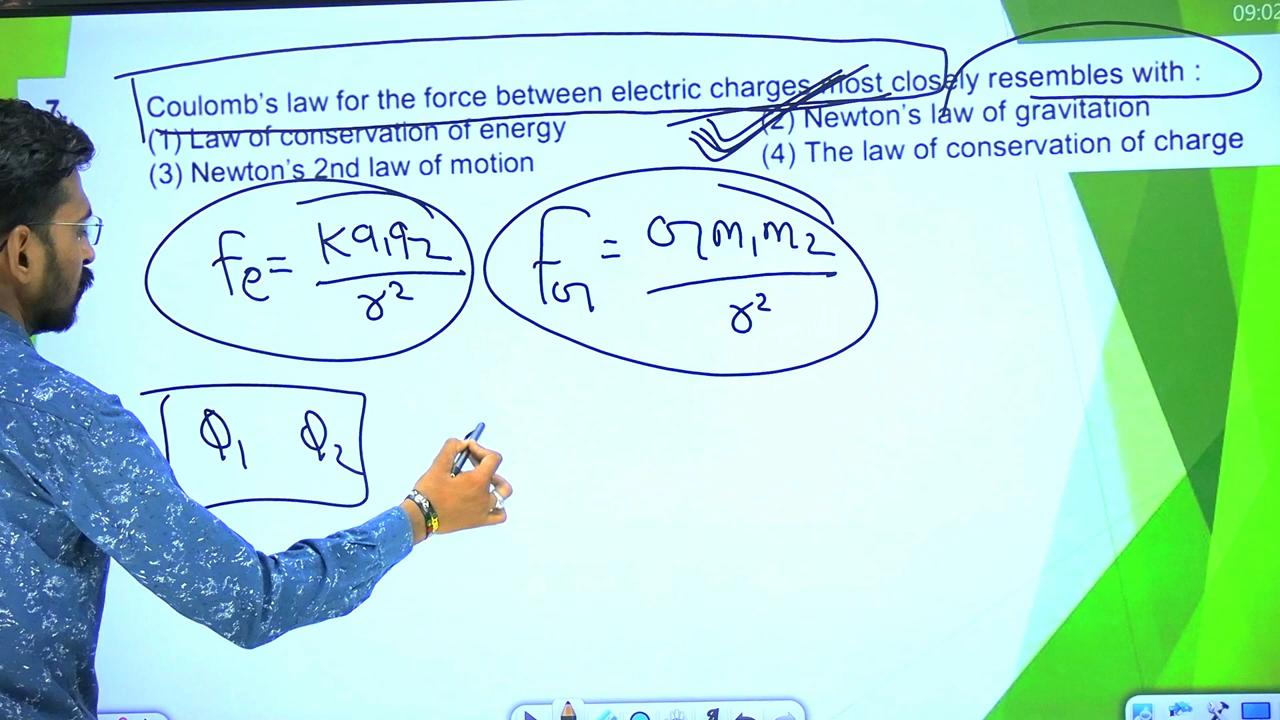 09:02
7.
Coulomb's law for the force between electric charges most closely resembles with :
(1) Law of conservation of energy
(2) Newton's law of gravitation
(3) Newton's 2nd law of motion
(4) The law of conservation of charge
Fe = Kq1q2 / r²
FG = Gm1m2 / r²
Q1 Q2